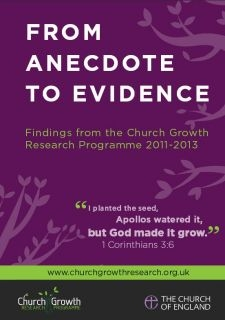 FROM
ANECDOTE
TO EVIDENCE
Findings from the Church Growth
Research Programme 2011-2013
“I planted the seed,
Apollos watered it,
but God made it grow.”
1 Corinthians 3:6
www.churchgrowthresearch.org.uk
Church Growth
RESEARCH PROGRAMME
THE CHURCH
OF ENGLAND